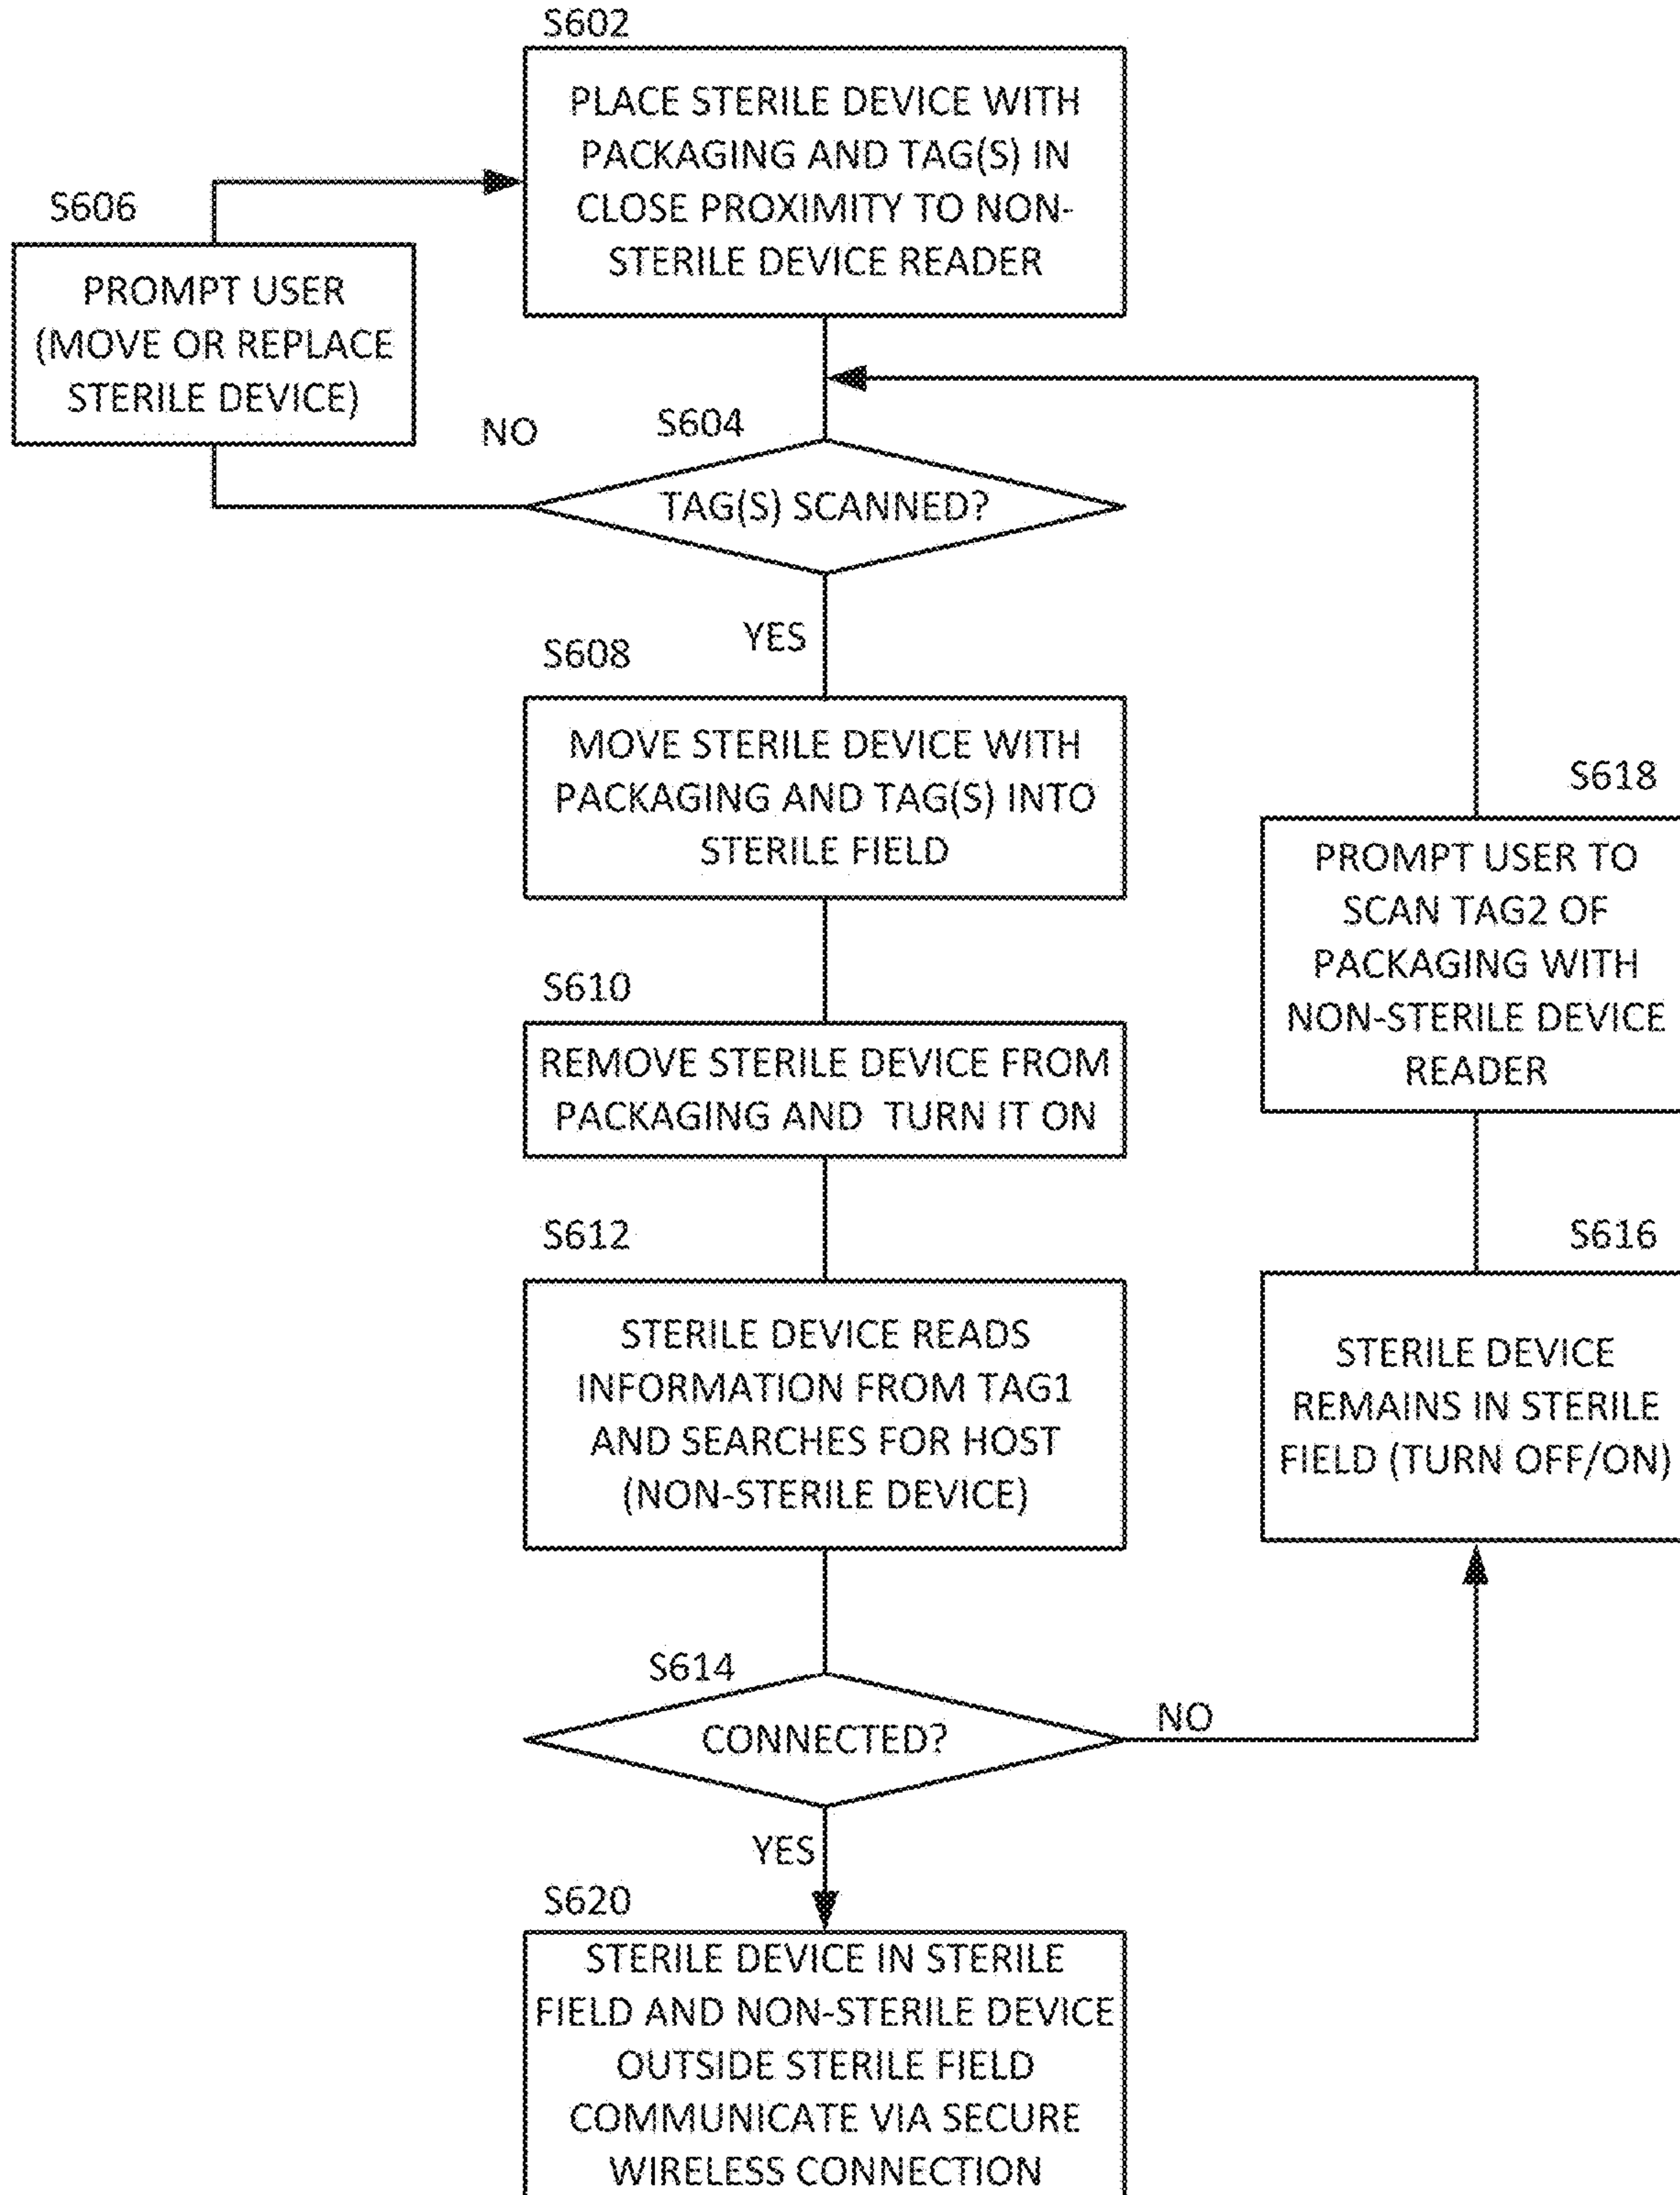 S602
PLACE STERILE DEVICE WITH
PACKAGING AND TAG(S) IN
CLOSE PROXIMITY TO NON-
STERILE DEVICE READER
S606
PROMPT USER
(MOVE OR REPLACE
STERILE DEVICE)
NO
S604
TAG(S) SCANNED?
YES
S608
MOVE STERILE DEVICE WITH
PACKAGING AND TAG(S) INTO
STERILE FIELD
S610
REMOVE STERILE DEVICE FROM
PACKAGING AND TURN IT ON
S612
STERILE DEVICE READS
INFORMATION FROM TAG1
AND SEARCHES FOR HOST
(NON-STERILE DEVICE)
S614
CONNECTED?
NO
S616
STERILE DEVICE
REMAINS IN STERILE
FIELD (TURN OFF/ON)
S618
PROMPT USER TO
SCAN TAG2 OF
PACKAGING WITH
NON-STERILE DEVICE
READER
YES
S620
STERILE DEVICE IN STERILE
FIELD AND NON-STERILE DEVICE
OUTSIDE STERILE FIELD
COMMUNICATE VIA SECURE
WIRELESS CONNECTION